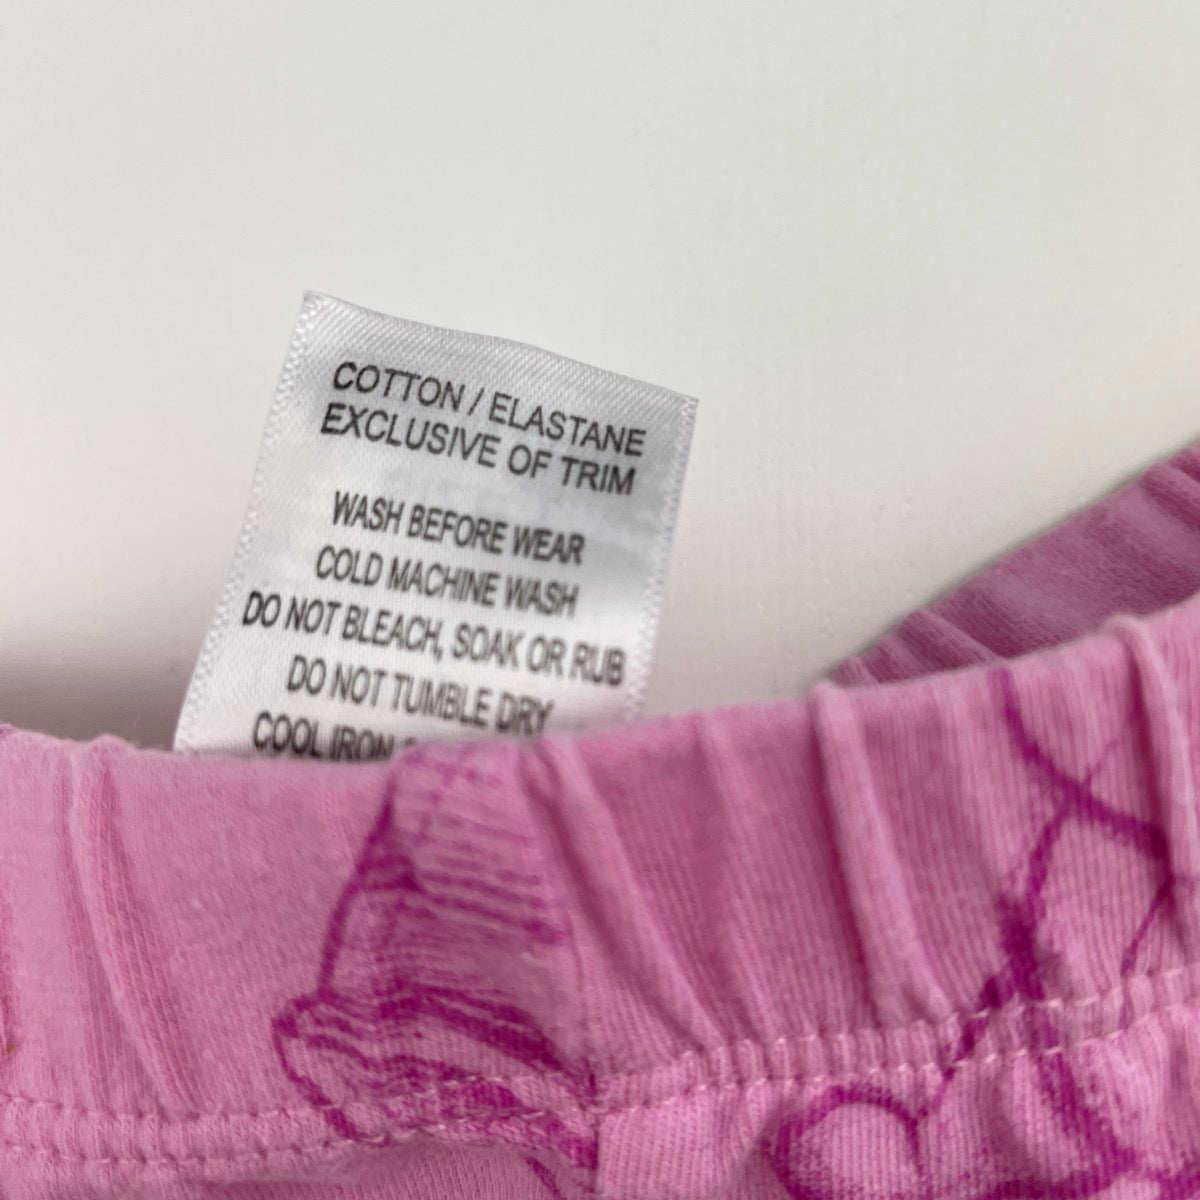 COTTON / ELASTANE
EXCLUSIVE OF TRIM
WASH BEFORE WEAR
COLD MACHINE WASH
DO NOT BLEACH, SOAK OR RUB
DO NOT TUMBLE DRY
COOL IRON